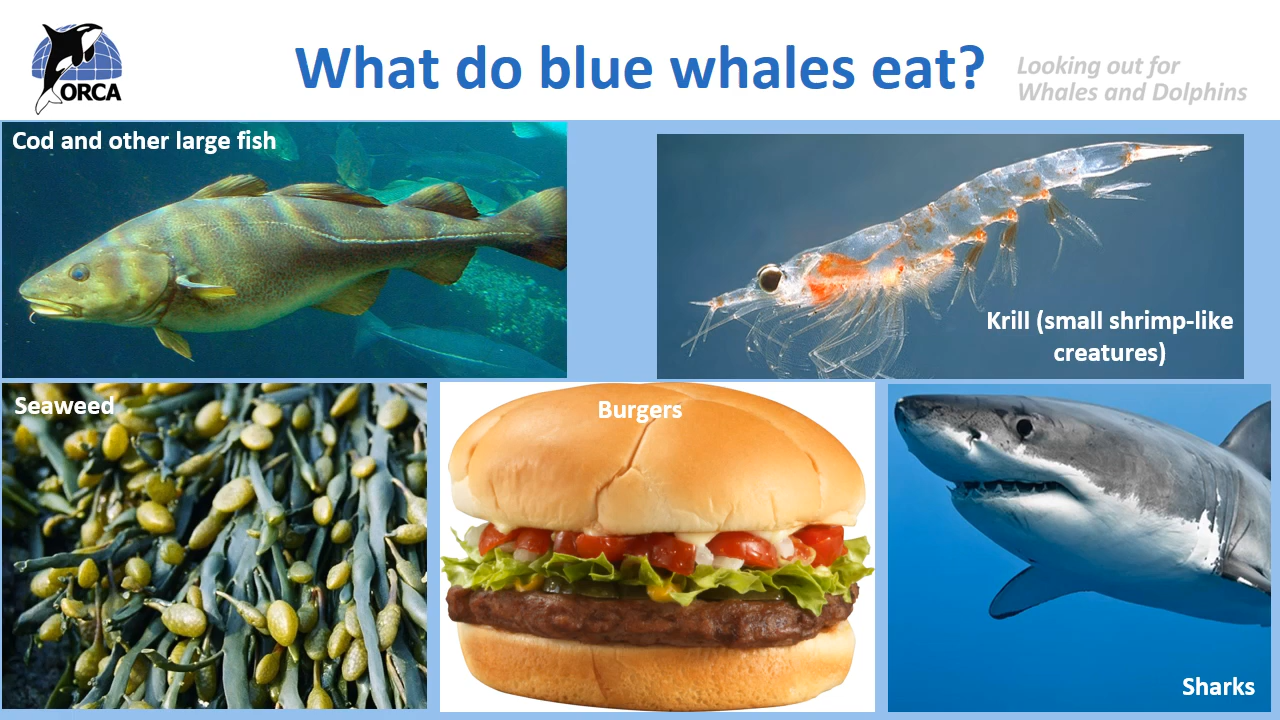 What do blue whales eat?
ORCA
Looking out for
Whales and Dolphins
Cod and other large fish
Krill (small shrimp-like
creatures)
Seaweed
Burgers
Sharks